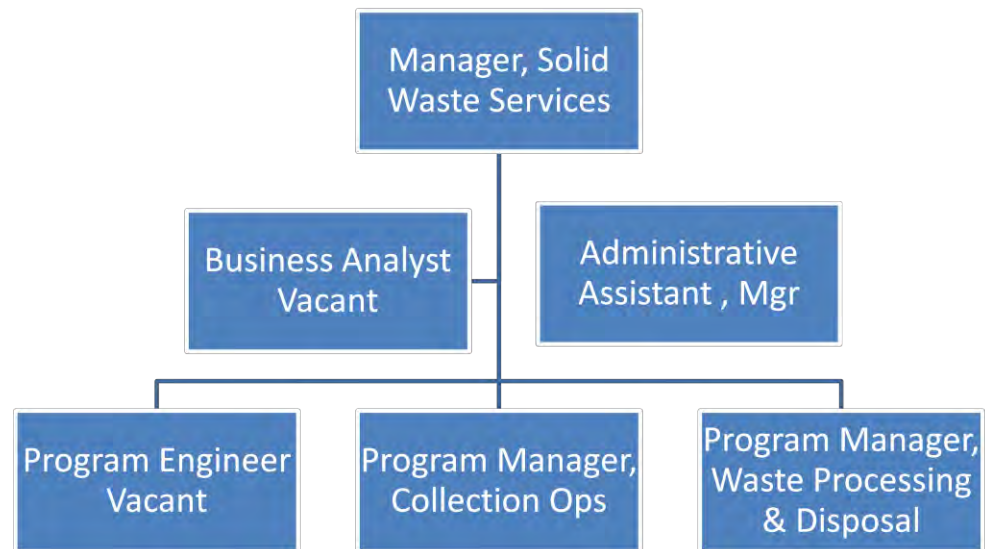 Manager, Solid
Waste Services
Business Analyst
Vacant
Administrative
Assistant , Mgr
Program Engineer
Vacant
Program Manager,
Collection Ops
Program Manager,
Waste Processing
& Disposal